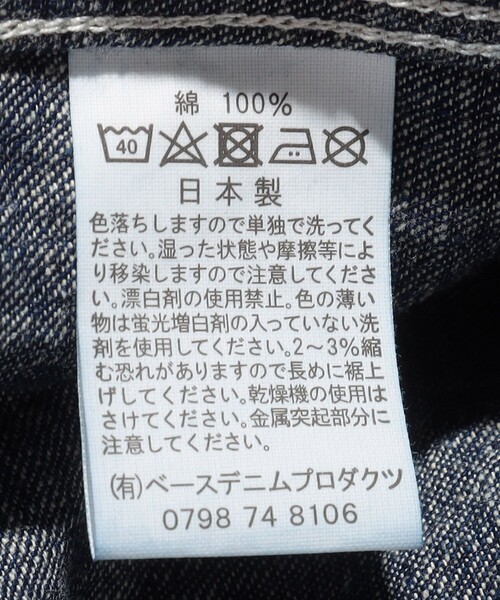 綿 100%
40
日本製
色落ちしますので単独で洗ってく
ださい。湿った状態や摩擦等によ
り移染しますので注意してくださ
い。漂白剤の使用禁止。色の薄い
物は蛍光増白剤の入っていない洗
剤を使用してください。2～3%縮
む恐れがありますので長めに裾上
げしてください。乾燥機の使用は
さけてください。金属突起部分に
注意してください。
(有)ベースデニムプロダクツ
0798 74 8106